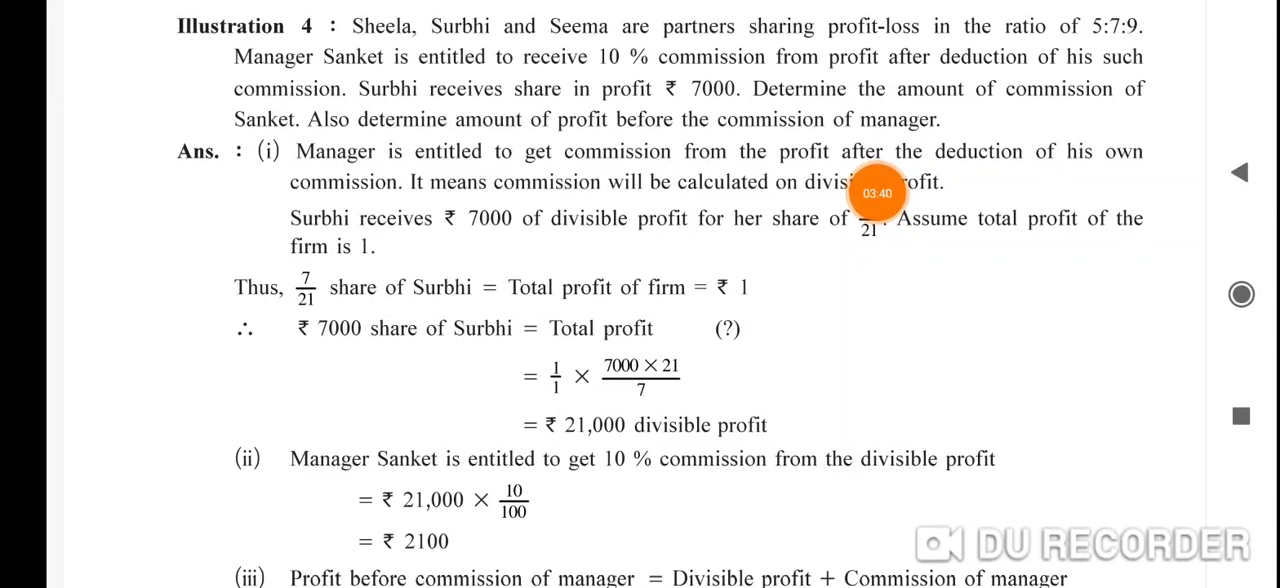 Illustration 4 : Sheela, Surbhi and Seema are partners sharing profit-loss in the ratio of 5:7:9.
Manager Sanket is entitled to receive 10 % commission from profit after deduction of his such
commission. Surbhi receives share in profit ₹ 7000. Determine the amount of commission of
Sanket. Also determine amount of profit before the commission of manager.
Ans. : (i) Manager is entitled to get commission from the profit after the deduction of his own
commission. It means commission will be calculated on divisi rofit.
03:40
Surbhi receives ₹ 7000 of divisible profit for her share of /21. Assume total profit of the
firm is 1.
Thus, 7/21 share of Surbhi = Total profit of firm = ₹ 1
∴ ₹ 7000 share of Surbhi = Total profit (?)
= 1/1 × 7000 × 21/7
= ₹ 21,000 divisible profit
(ii) Manager Sanket is entitled to get 10 % commission from the divisible profit
= ₹ 21,000 × 10/100
= ₹ 2100
DU RECORDER
(iii) Profit before commission of manager = Divisible profit + Commission of manager